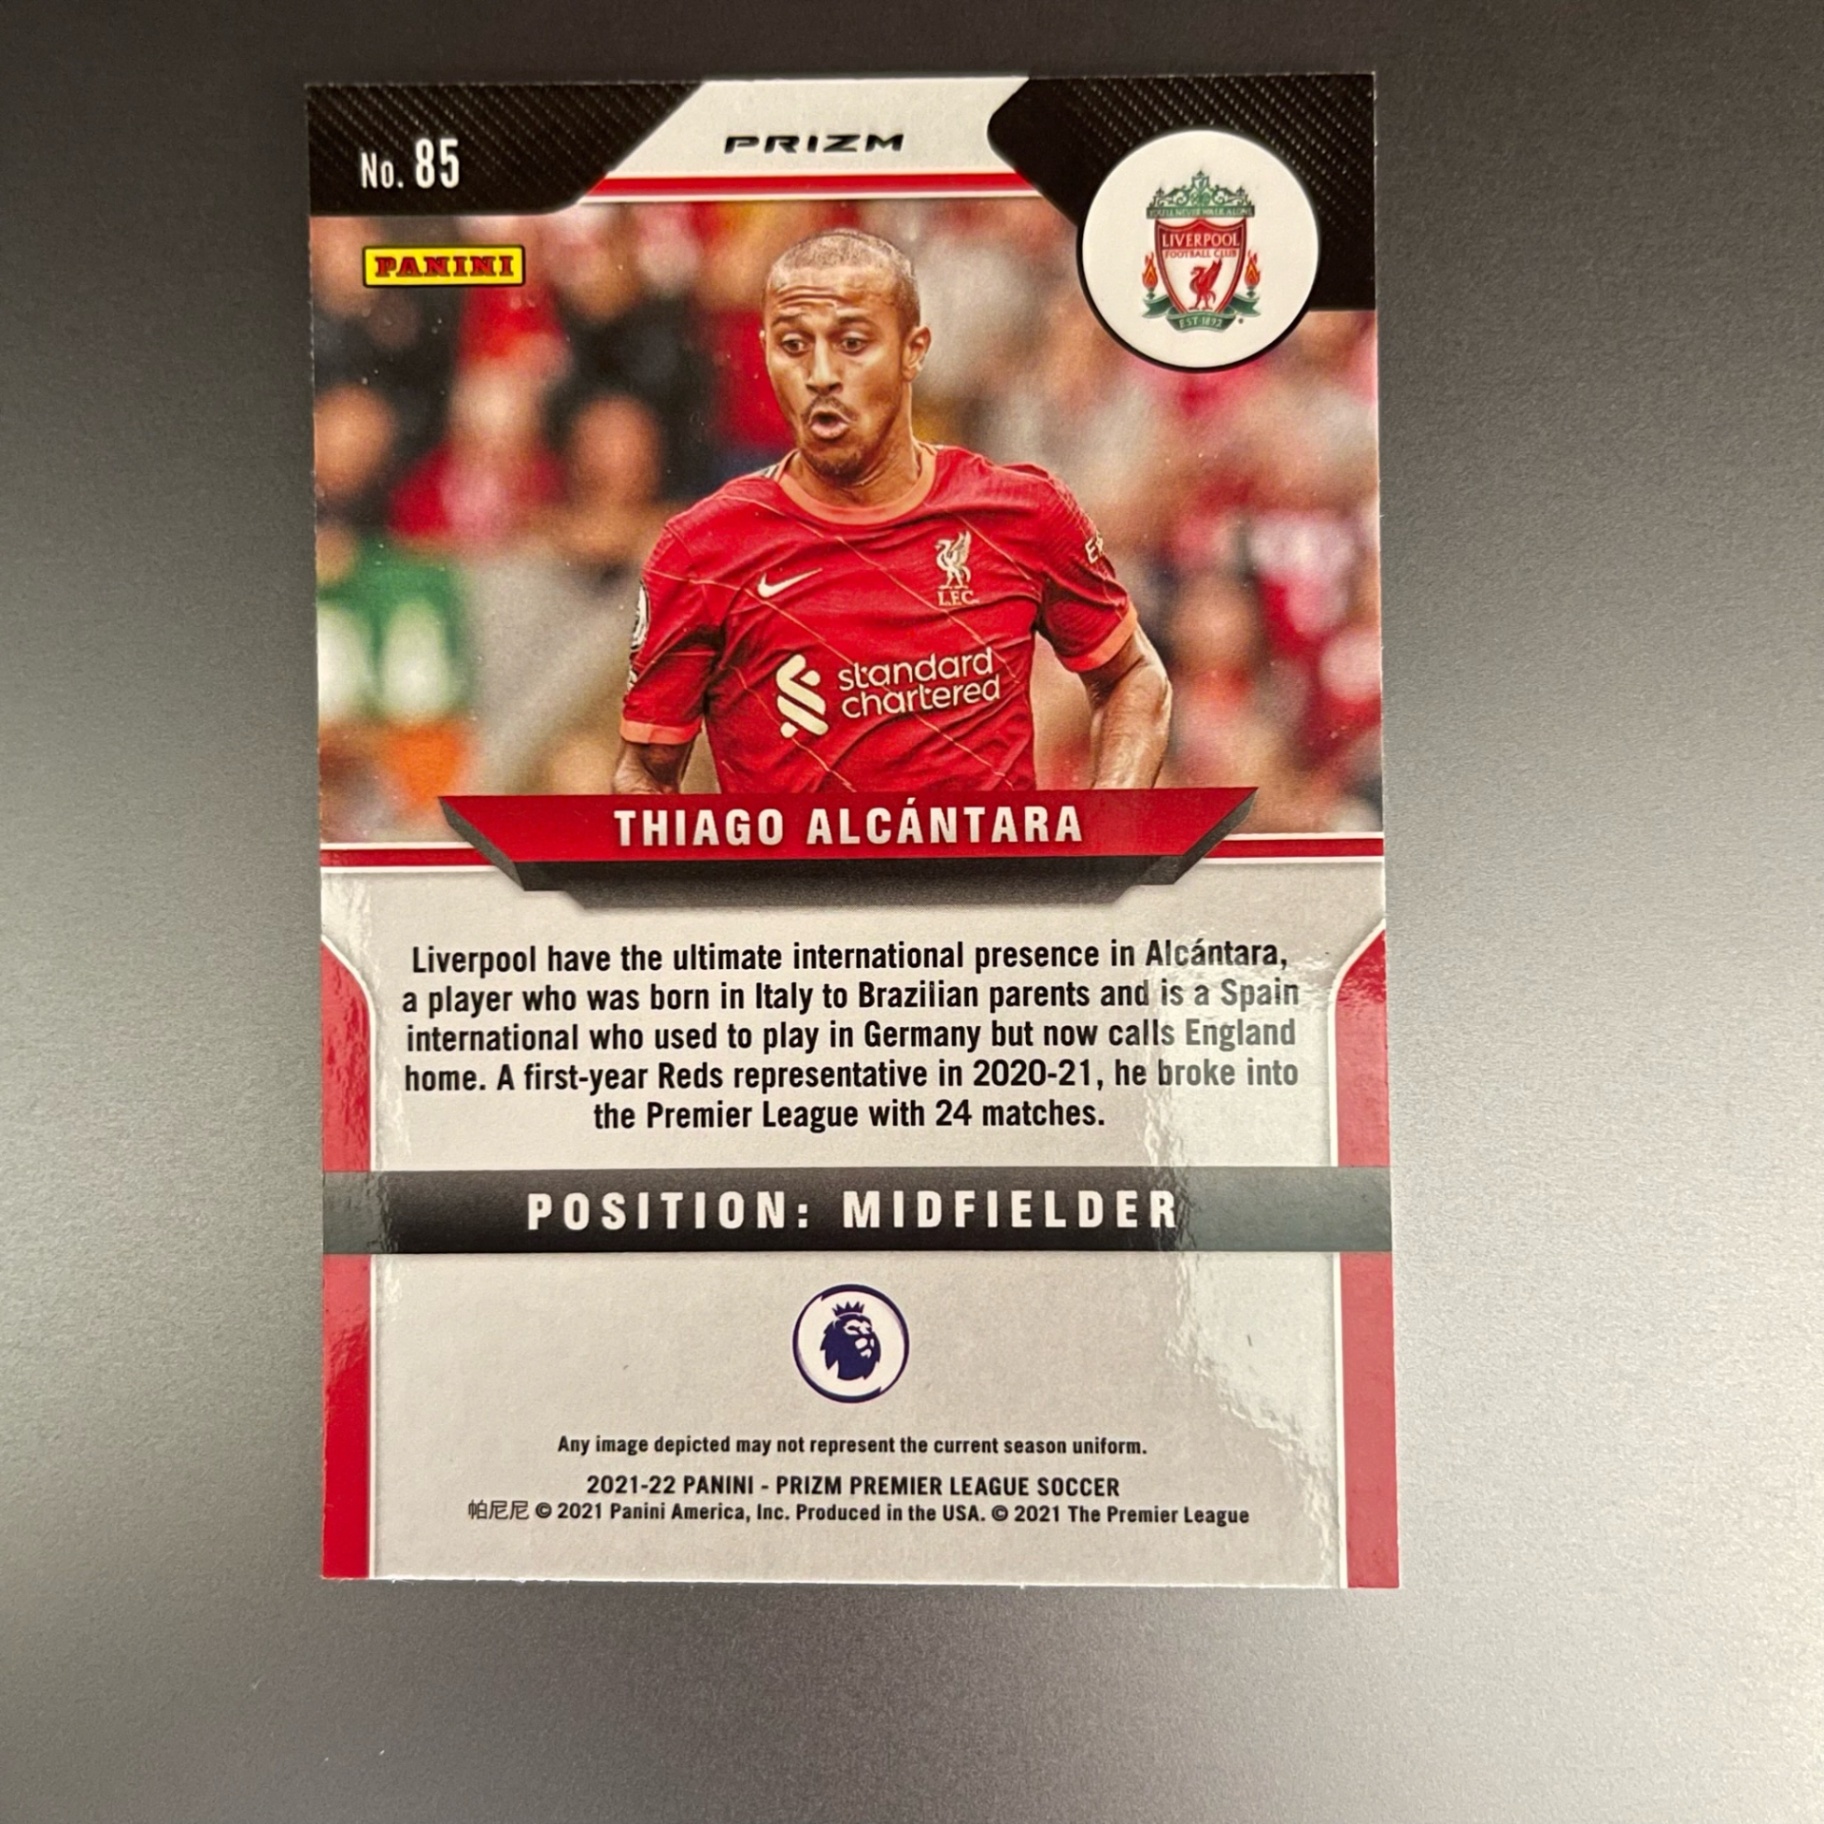 No. 85
PRIZM
PANINI
YOU'LL NEVER WALK ALONE
LIVERPOOL
FOOTBALL CLUB
EST·1892
L.F.C.
standard
chartered
THIAGO ALCÁNTARA
Liverpool have the ultimate international presence in Alcántara,
a player who was born in Italy to Brazilian parents and is a Spain
international who used to play in Germany but now calls England
home. A first-year Reds representative in 2020-21, he broke into
the Premier League with 24 matches.
POSITION: MIDFIELDER
Any image depicted may not represent the current season uniform.
2021-22 PANINI - PRIZM PREMIER LEAGUE SOCCER
帕尼尼 © 2021 Panini America, Inc. Produced in the USA. © 2021 The Premier League